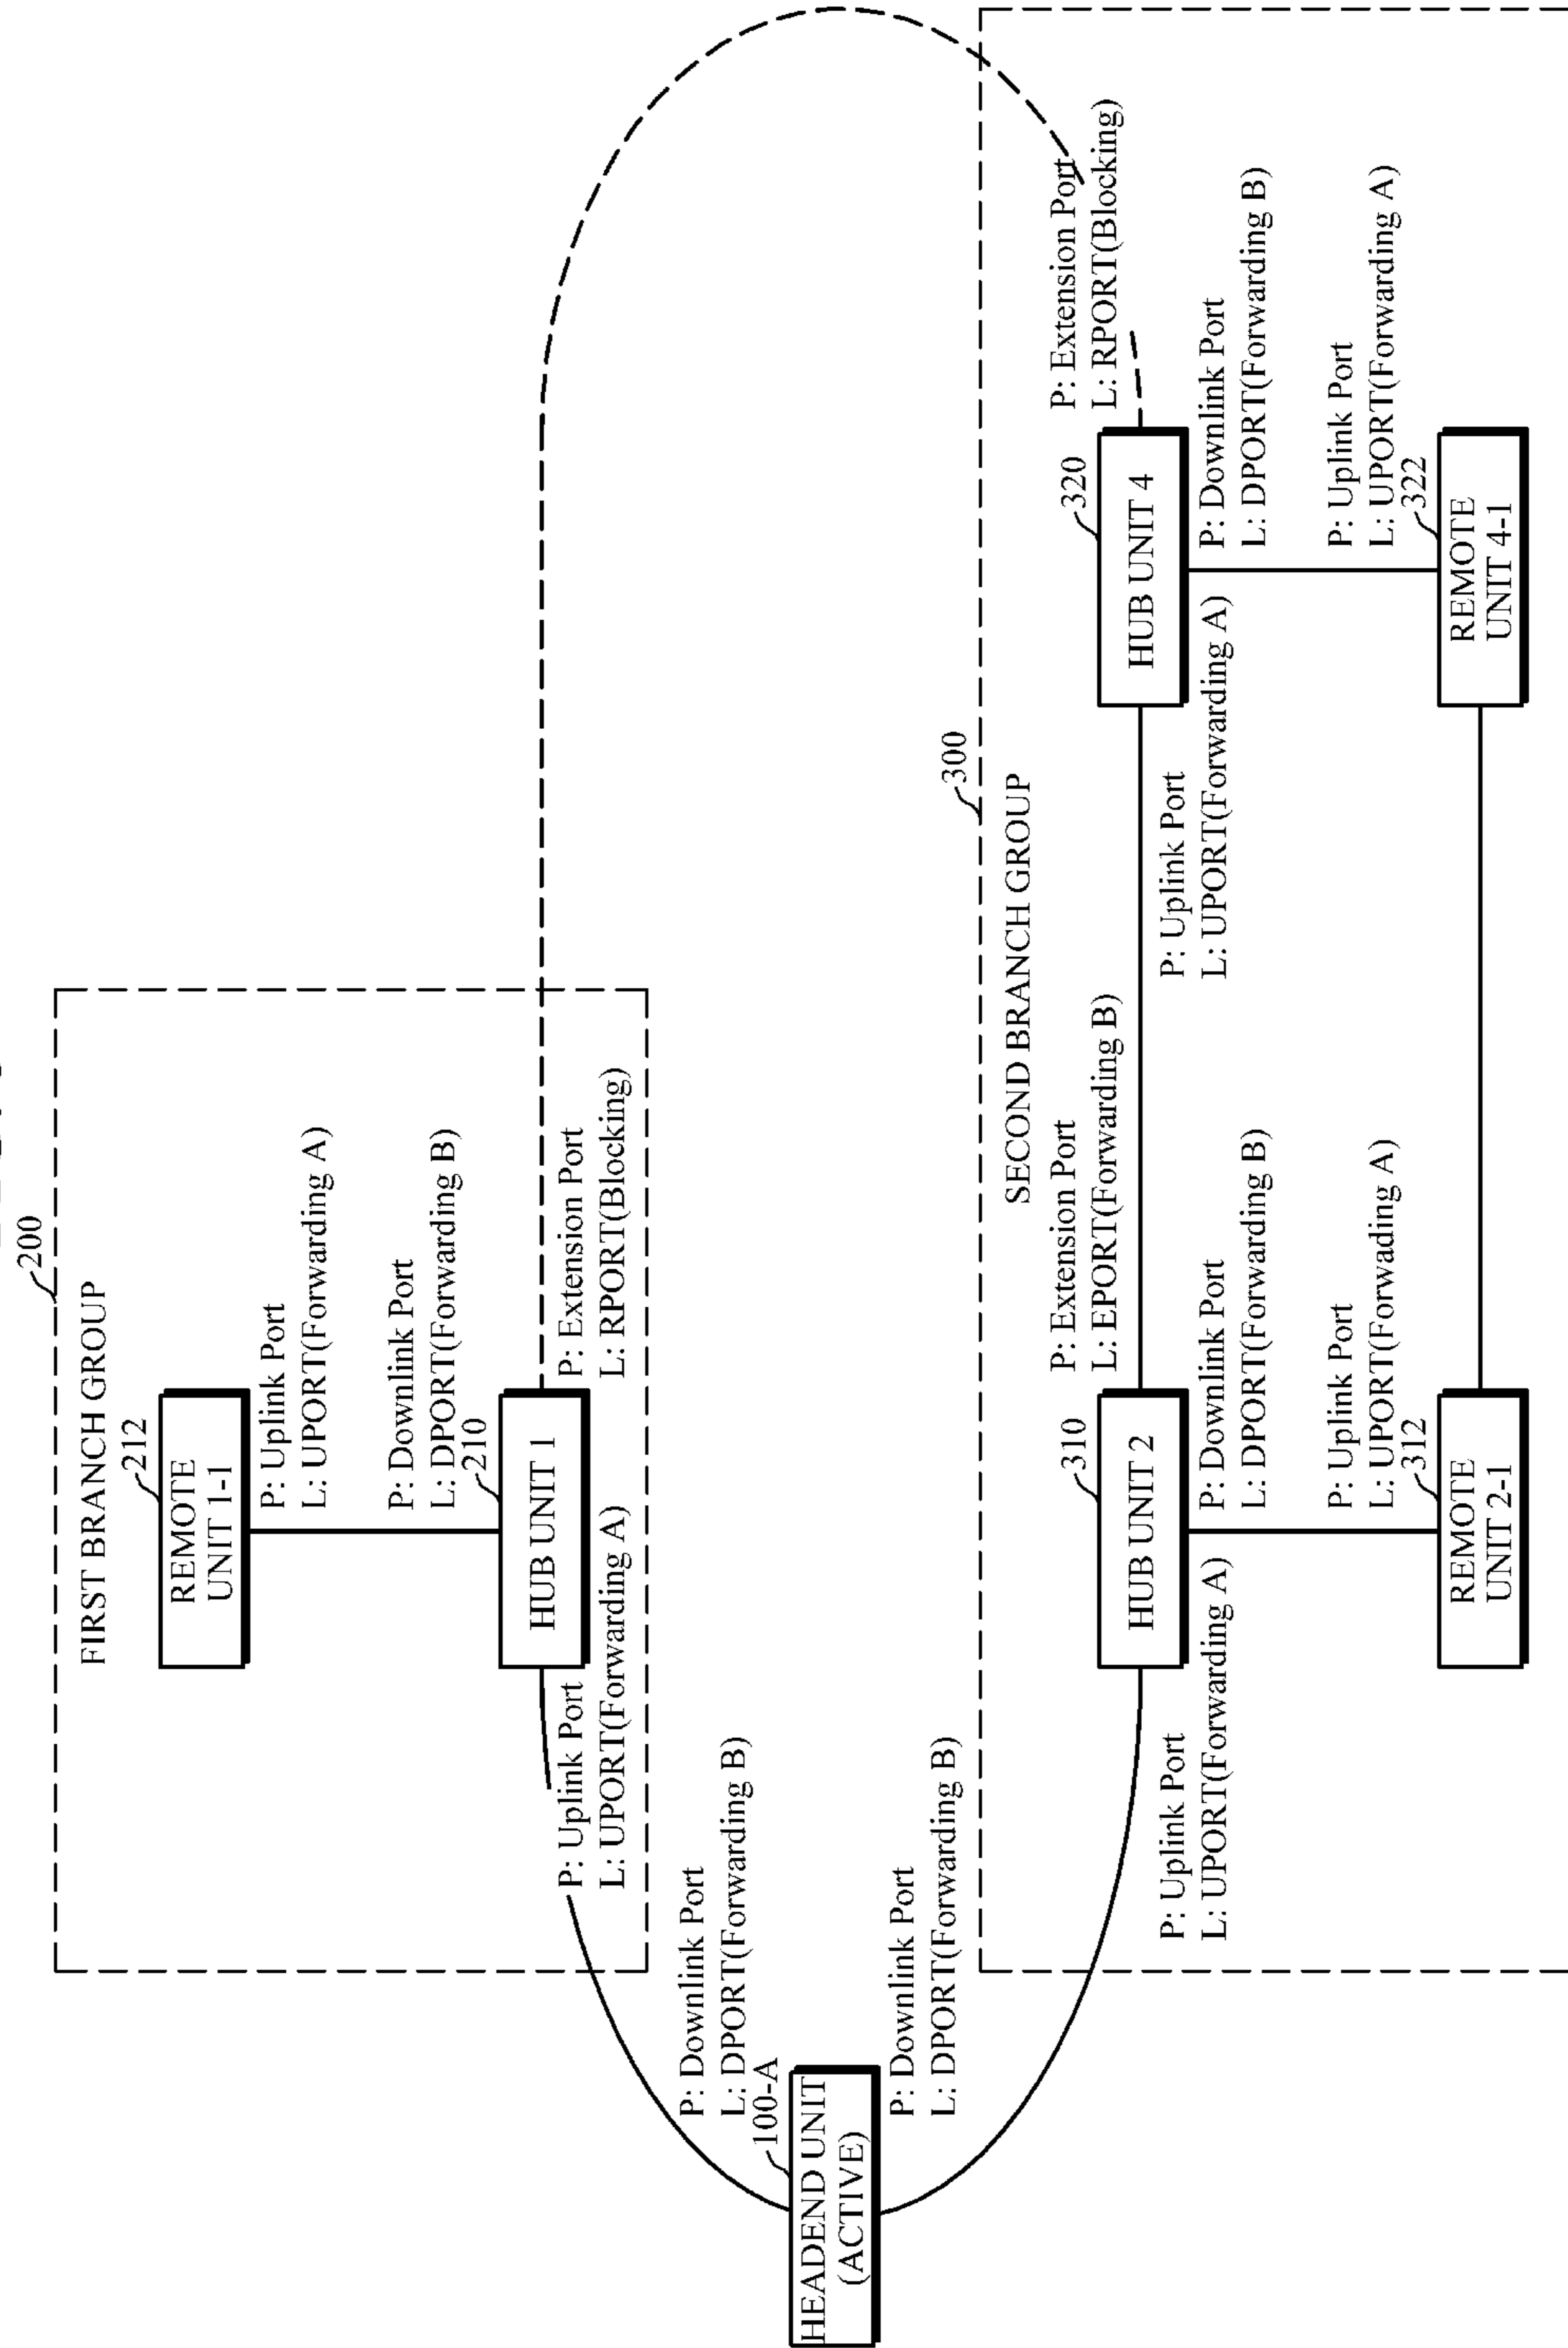 200
FIRST BRANCH GROUP
212
REMOTE
UNIT 1-1
P: Uplink Port
L: UPORT(Forwarding A)
P: Downlink Port
L: DPORT(Forwarding B)
210
HUB UNIT 1
P: Uplink Port
L: UPORT(Forwarding A)
P: Extension Port
L: RPORT(Blocking)
P: Downlink Port
L: DPORT(Forwarding B)
100-A
HEADEND UNIT
(ACTIVE)
P: Downlink Port
L: DPORT(Forwarding B)
300
SECOND BRANCH GROUP
P: Extension Port
L: EPORT(Forwarding B)
310
HUB UNIT 2
P: Uplink Port
L: UPORT(Forwarding A)
P: Downlink Port
L: DPORT(Forwarding B)
P: Uplink Port
L: UPORT(Forwading A)
312
REMOTE
UNIT 2-1
P: Extension Port
L: RPORT(Blocking)
320
HUB UNIT 4
P: Uplink Port
L: UPORT(Forwarding A)
P: Downlink Port
L: DPORT(Forwarding B)
P: Uplink Port
L: UPORT(Forwarding A)
322
REMOTE
UNIT 4-1